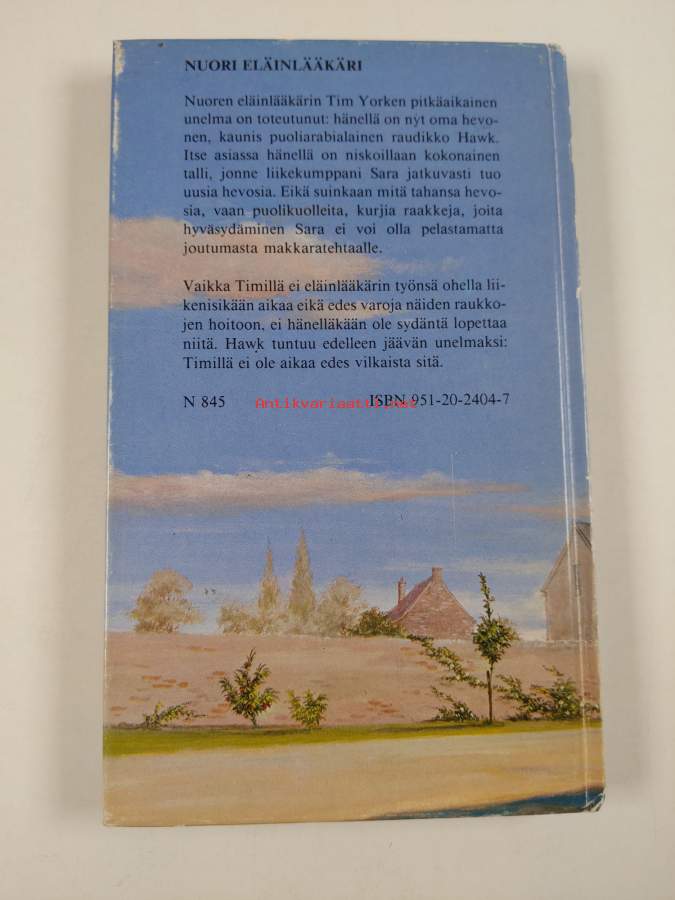 NUORI ELÄINLÄÄKÄRI
Nuoren eläinlääkärin Tim Yorken pitkäaikainen
unelma on toteutunut: hänellä on nyt oma hevo-
nen, kaunis puoliarabialainen raudikko Hawk.
Itse asiassa hänellä on niskoillaan kokonainen
talli, jonne liikekumppani Sara jatkuvasti tuo
uusia hevosia. Eikä suinkaan mitä tahansa hevo-
sia, vaan puolikuolleita, kurjia raakkeja, joita
hyväsydäminen Sara ei voi olla pelastamatta
joutumasta makkaratehtaalle.
Vaikka Timillä ei eläinlääkärin työnsä ohella lii-
kenisikään aikaa eikä edes varoja näiden raukko-
jen hoitoon, ei hänelläkään ole sydäntä lopettaa
niitä. Hawk tuntuu edelleen jäävän unelmaksi:
Timillä ei ole aikaa edes vilkaista sitä.
N 845 Antikvariaatti.net ISBN 951-20-2404-7